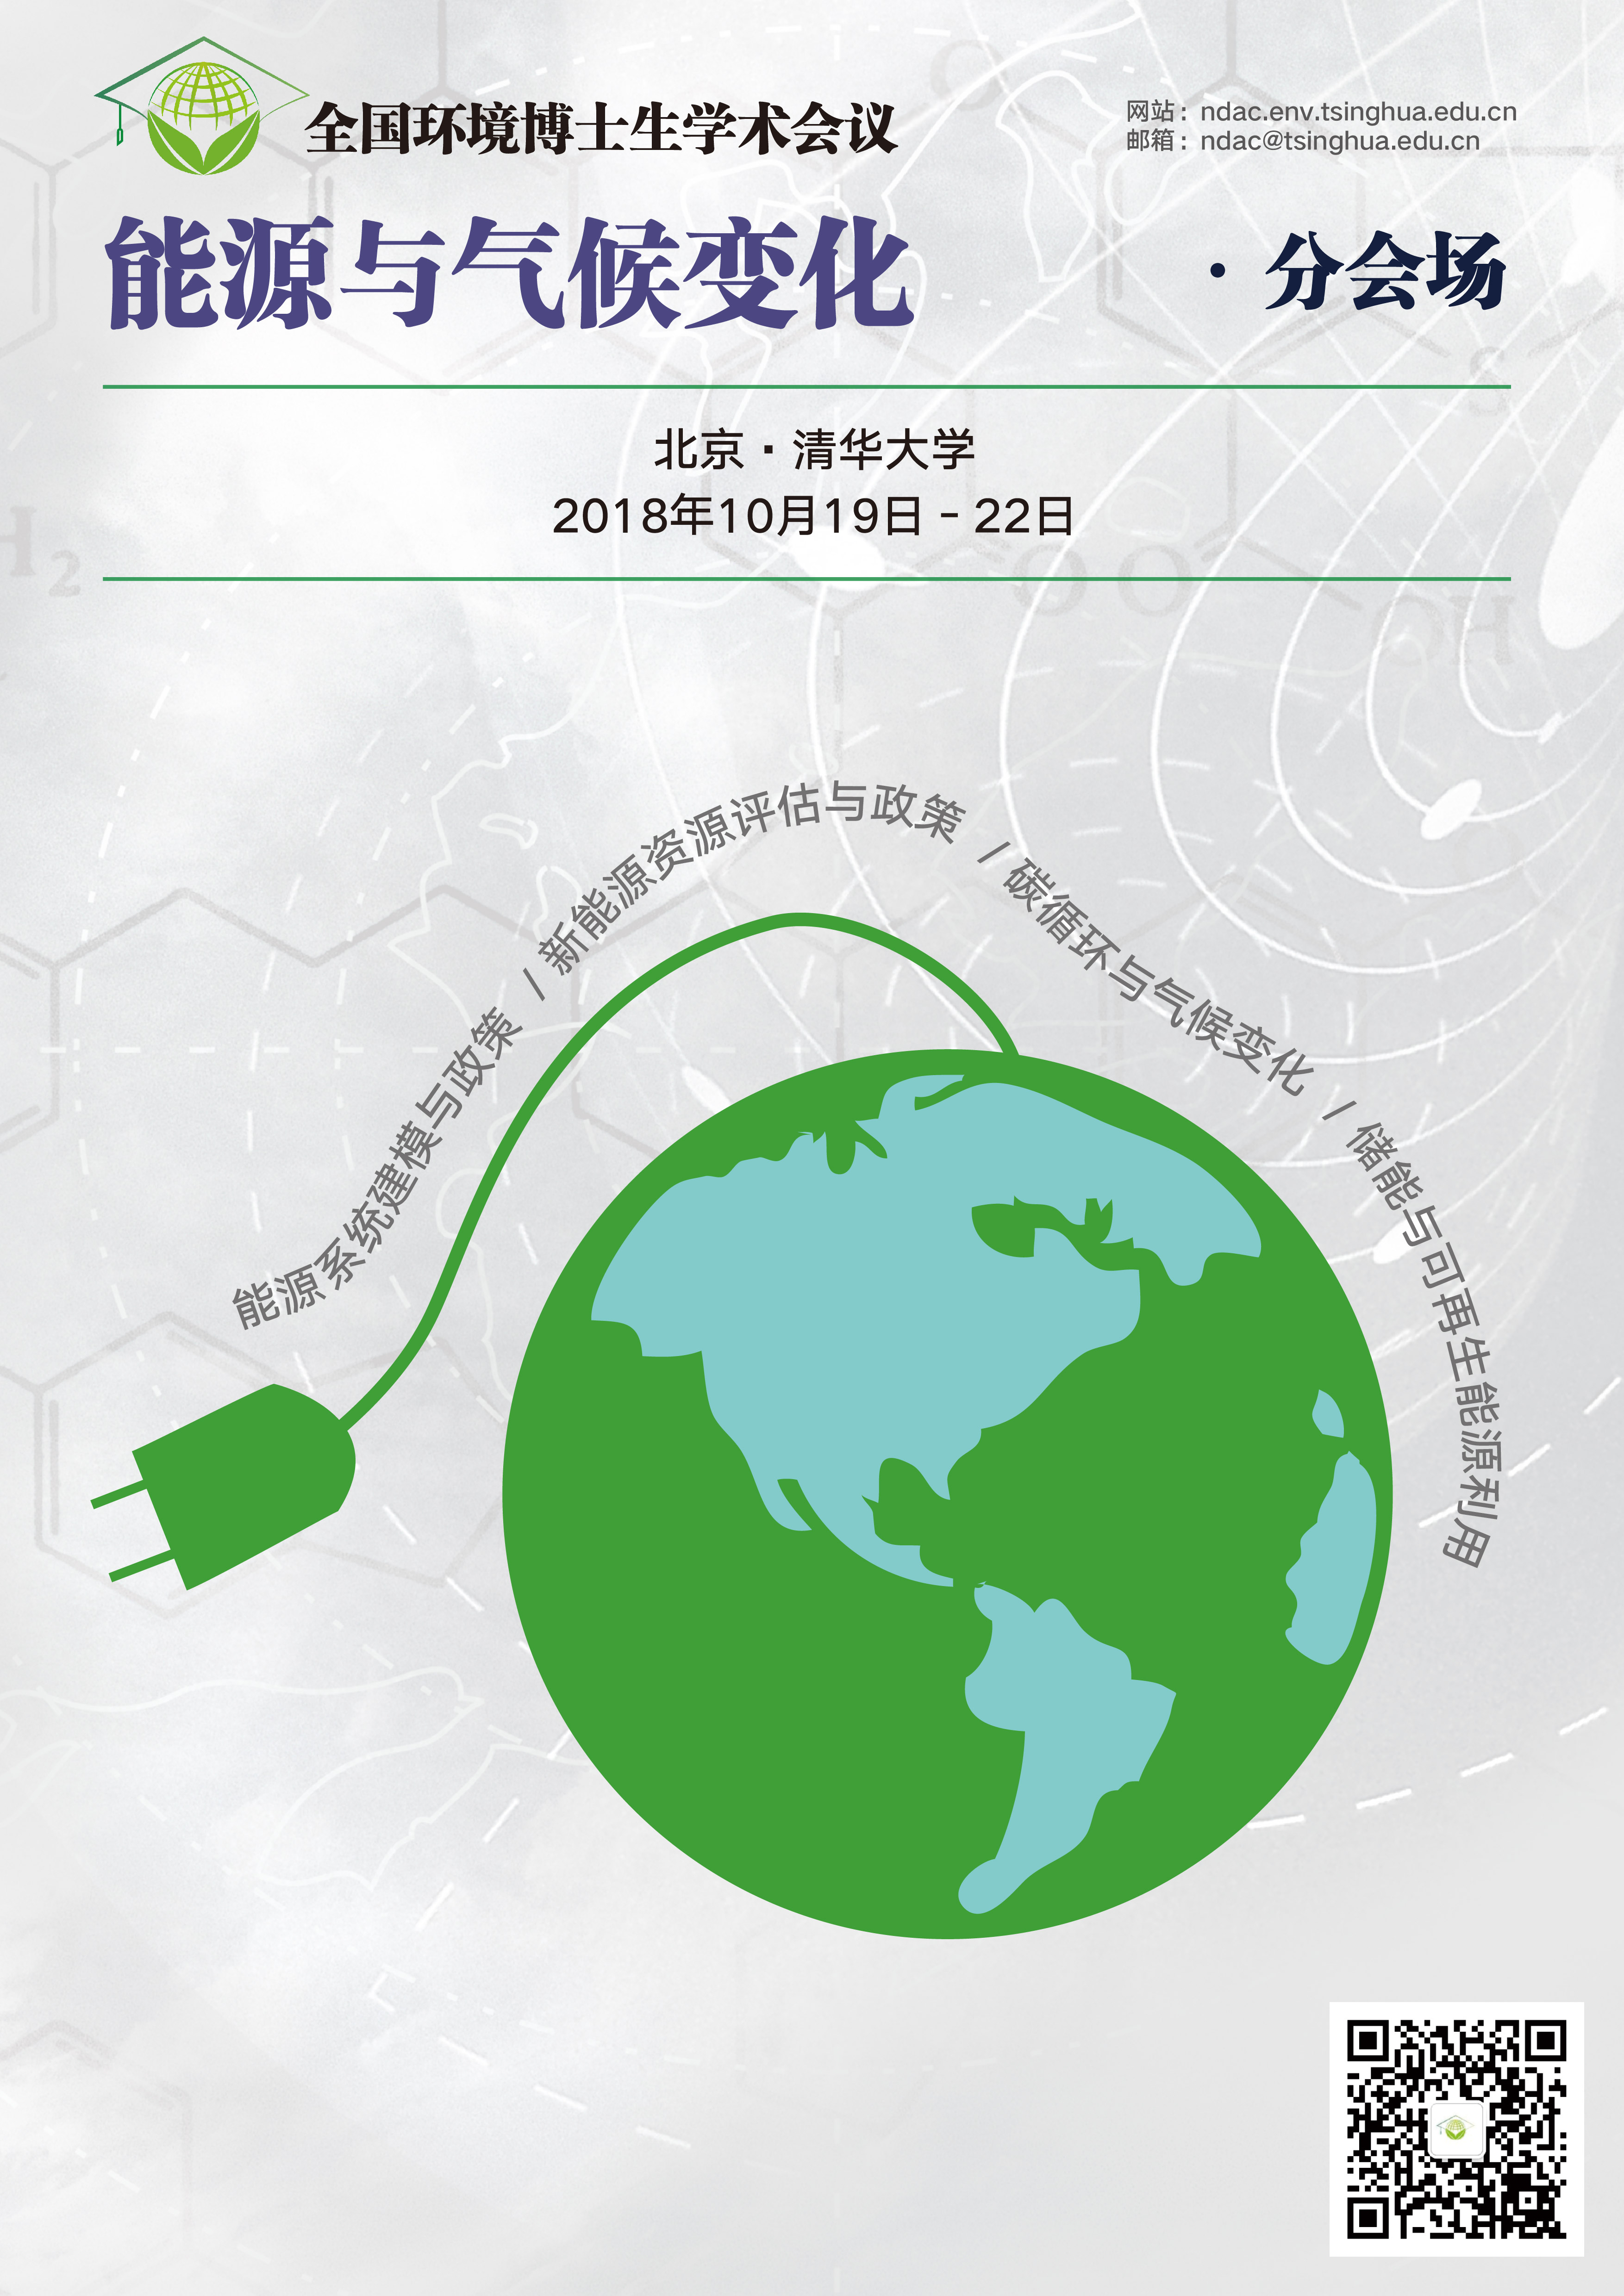 全国环境博士生学术会议
网站：ndac.env.tsinghua.edu.cn
邮箱：ndac@tsinghua.edu.cn
能源与气候变化
· 分会场
北京·清华大学
2018年10月19日 - 22日
能源系统建模与政策 / 新能源资源评估与政策 / 碳循环与气候变化 / 储能与可再生能源利用
H2
O
S
O O
OH